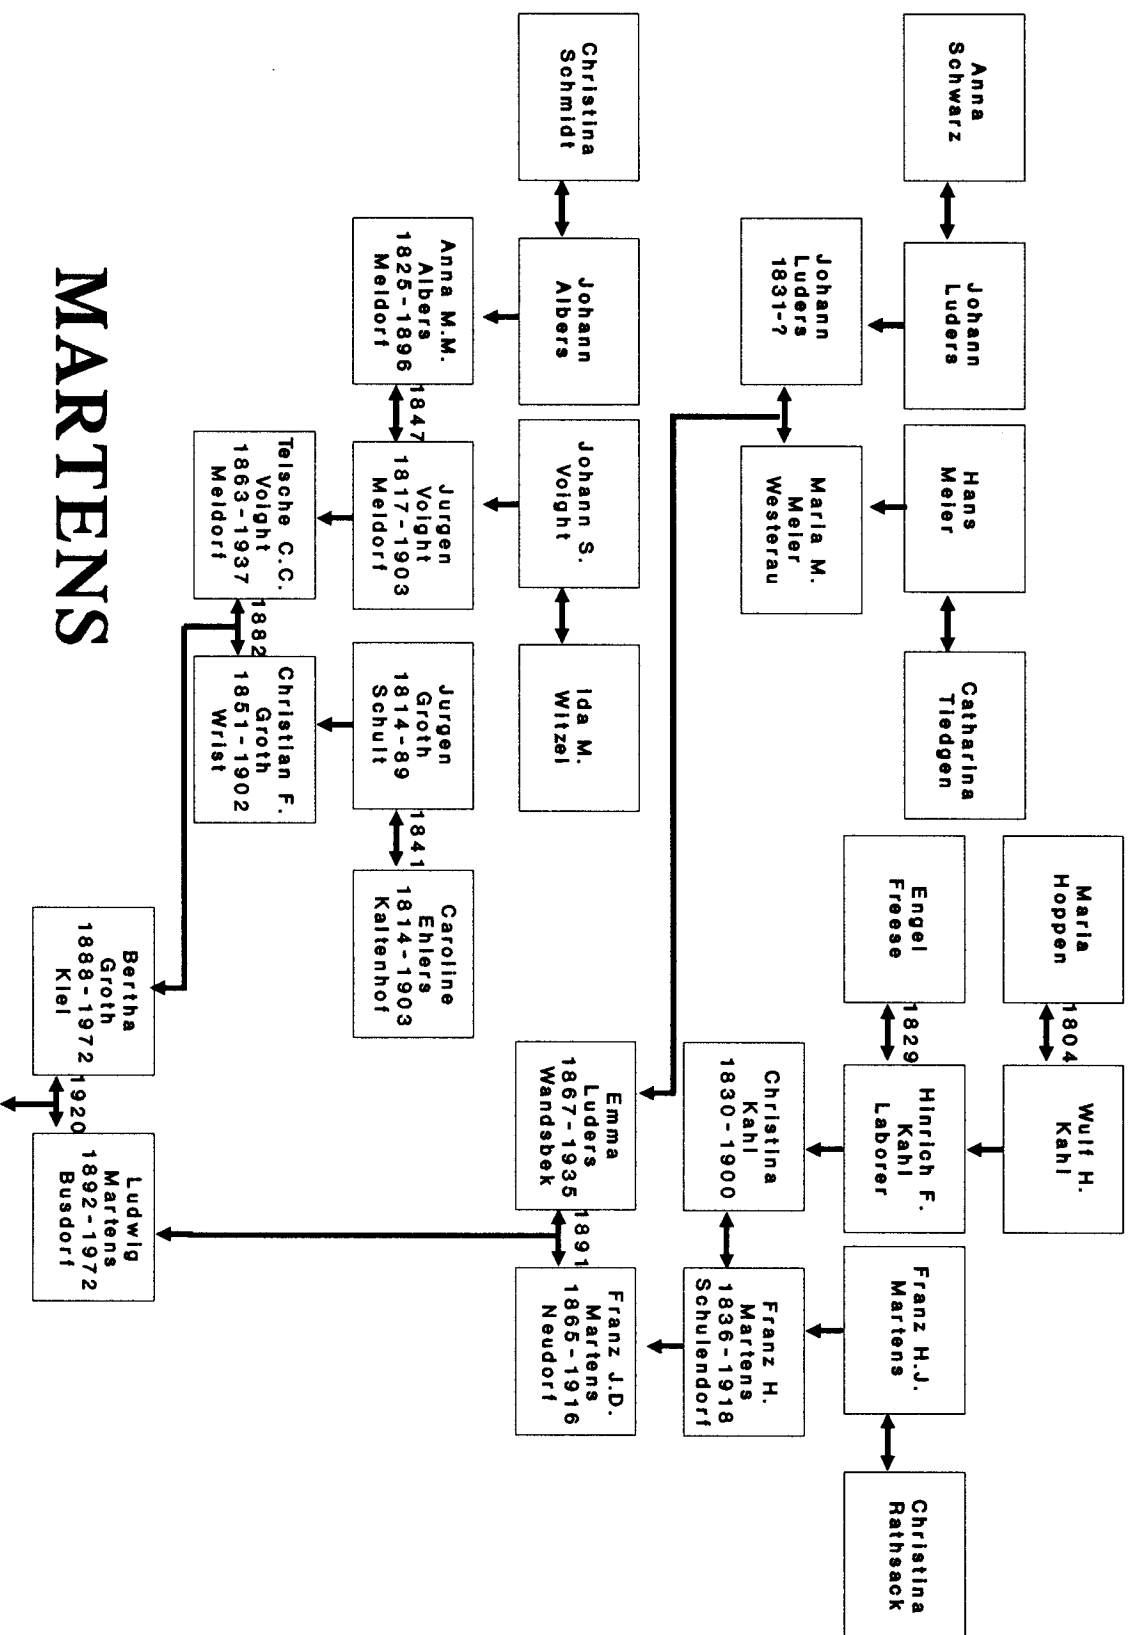 Maria
Hoppen
1804
Wulf H.
Kahl
Anna
Schwarz
Johann
Luders
Hans
Meier
Catharina
Tiedgen
Engel
Freese
1829
Hinrich F.
Kahl
Laborer
Franz H.J.
Martens
Christina
Rathsack
Johann
Luders
1831-?
Maria M.
Meier
Westerau
Christina
Kahl
1830-1900
Franz H.
Martens
1836-1918
Schulendorf
Christina
Schmidt
Johann
Albers
Johann S.
Voight
Ida M.
Witzel
Emma
Luders
1867-1935
Wandsbek
1891
Franz J.D.
Martens
1865-1916
Neudorf
Anna M.M.
Albers
1825-1896
Meldorf
1847
Jurgen
Voight
1817-1903
Meldorf
Jurgen
Groth
1814-89
Schult
1841
Caroline
Ehlers
1814-1903
Kaltenhof
Telsche C.C.
Voight
1863-1937
Meldorf
1882
Christian F.
Groth
1851-1902
Wrist
Bertha
Groth
1888-1972
Kiel
1920
Ludwig
Martens
1892-1972
Busdorf
MARTENS